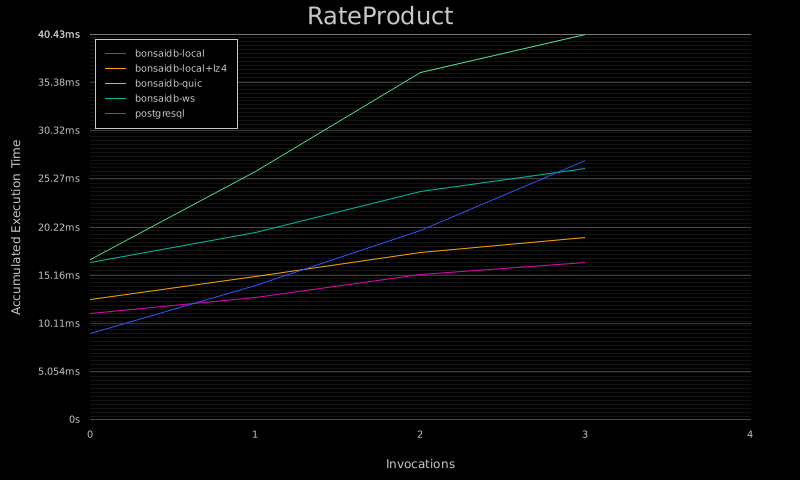 RateProduct
40.43ms
35.38ms
30.32ms
25.27ms
20.22ms
15.16ms
10.11ms
5.054ms
0s
bonsaidb-local
bonsaidb-local+lz4
bonsaidb-quic
bonsaidb-ws
postgresql
Accumulated Execution Time
0 1 2 3 4
Invocations